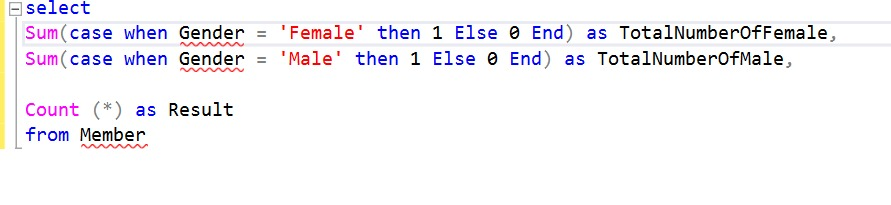 select
Sum(case when Gender = 'Female' then 1 Else 0 End) as TotalNumberOfFemale,
Sum(case when Gender = 'Male' then 1 Else 0 End) as TotalNumberOfMale,
Count (*) as Result
from Member